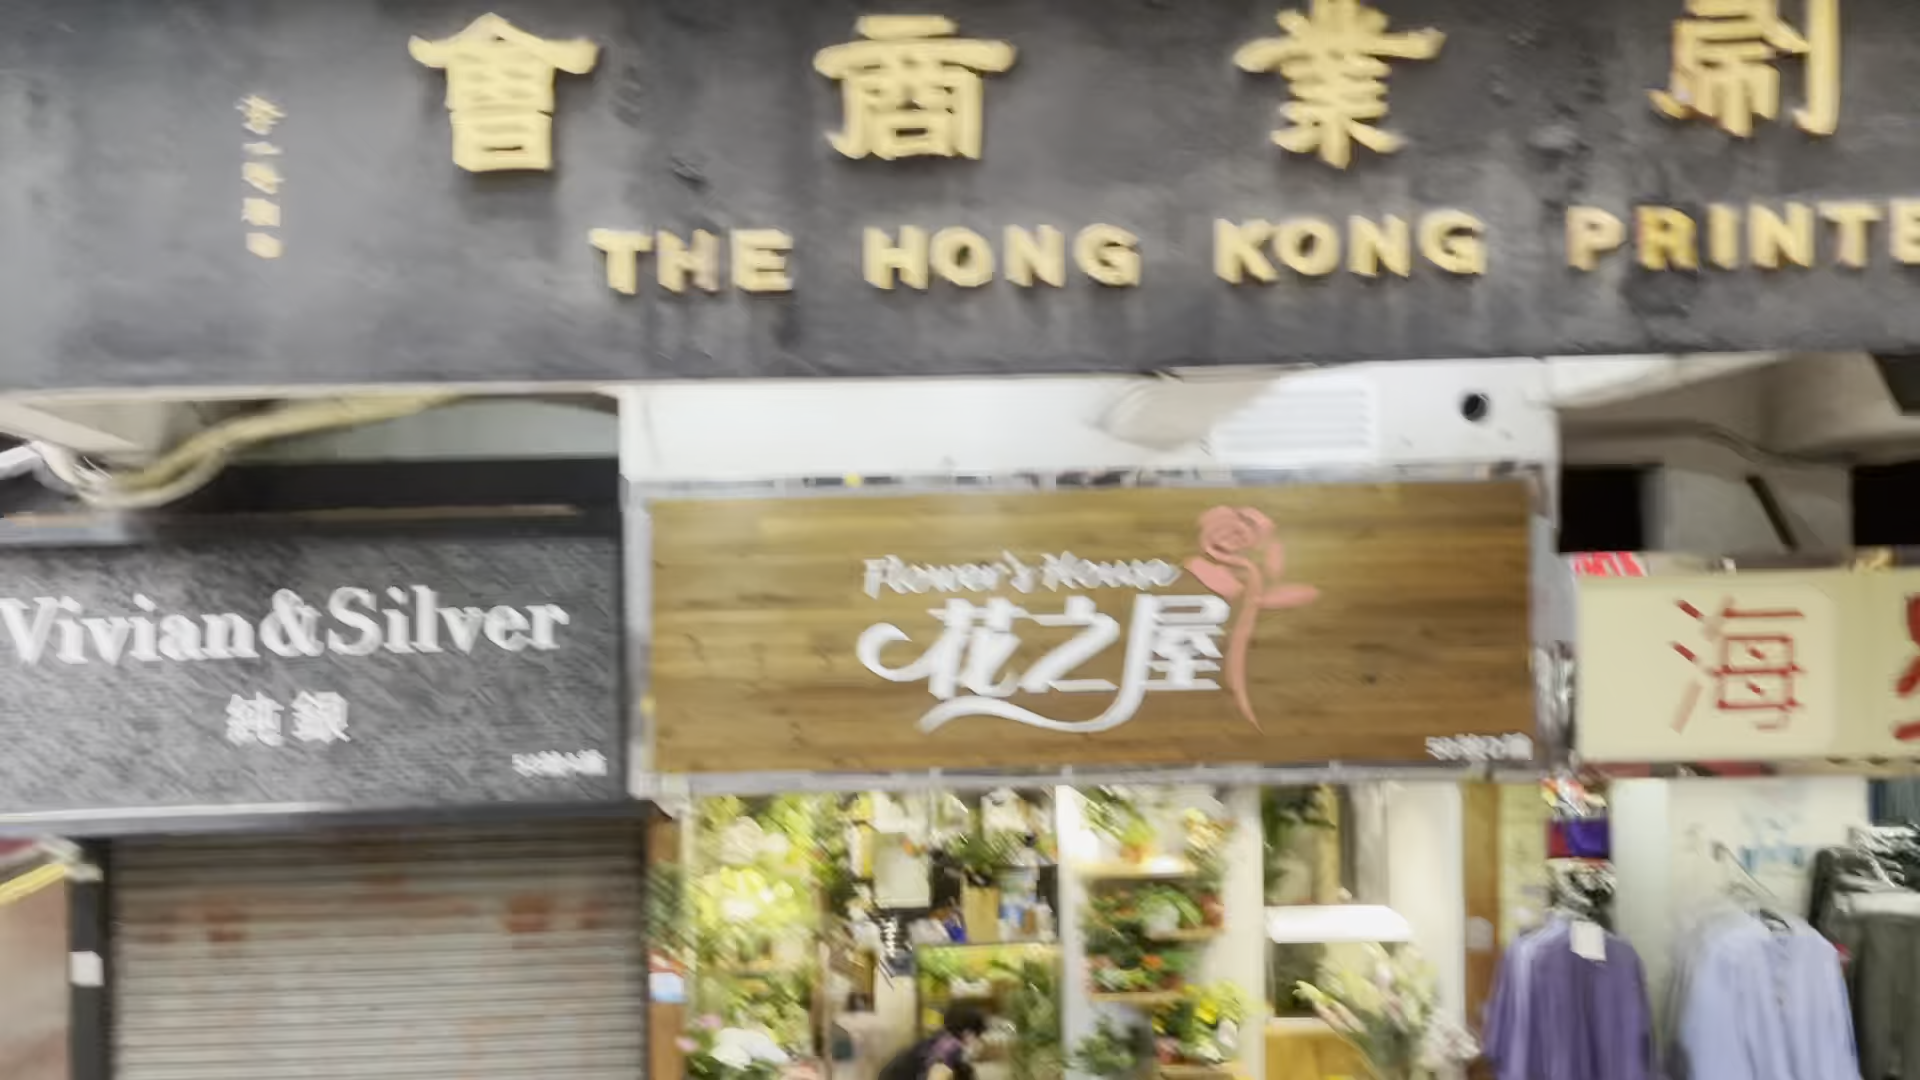 會商業刷
THE HONG KONG PRINTE
Vivian&Silver
純銀
Flower's House
花之屋
海